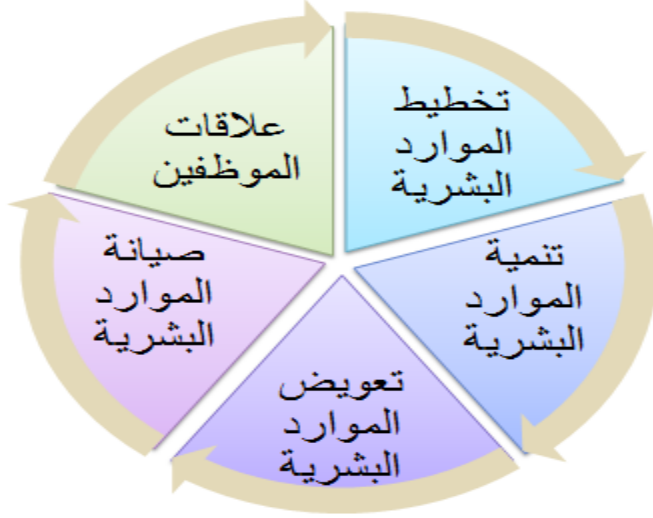 تخطيط
الموارد
البشرية
تنمية
الموارد
البشرية
تعويض
الموارد
البشرية
صيانة
الموارد
البشرية
علاقات
الموظفين